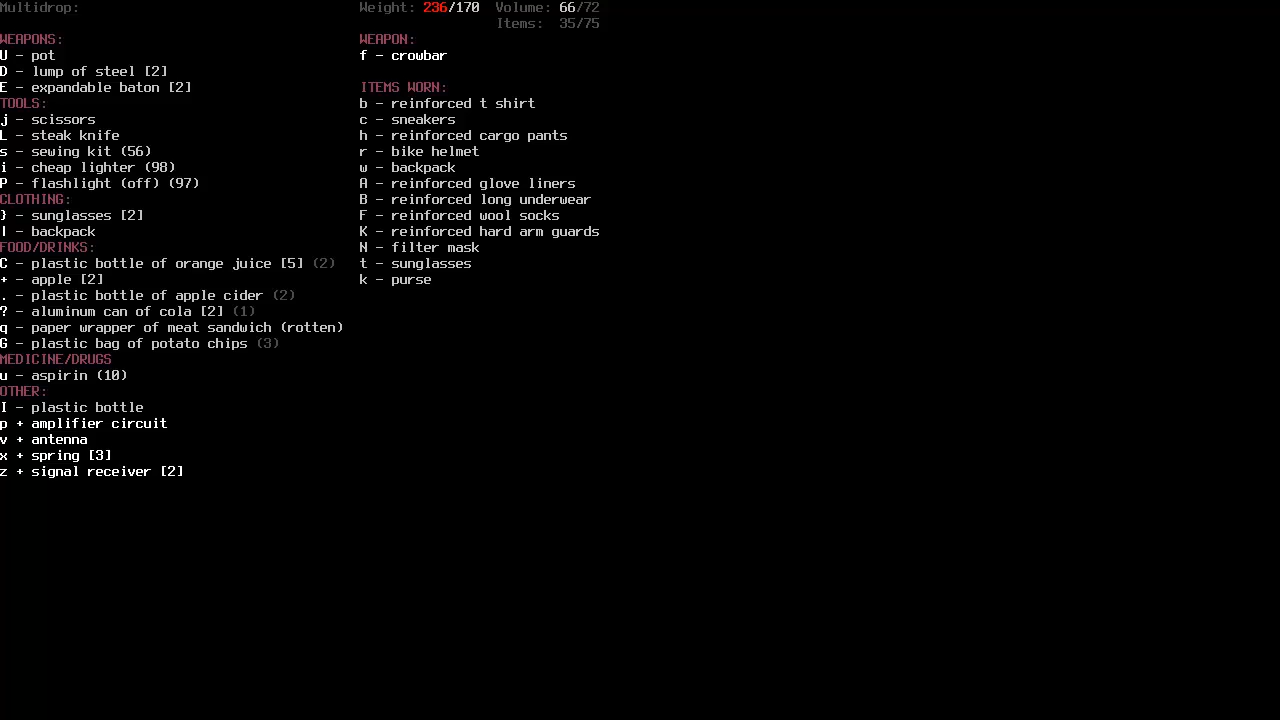 Multidrop:
Weight: 236/170 Volume: 66/72
Items: 35/75
WEAPONS:
U - pot
D - lump of steel [2]
E - expandable baton [2]
TOOLS:
j - scissors
L - steak knife
s - sewing kit (56)
i - cheap lighter (98)
P - flashlight (off) (97)
CLOTHING:
} - sunglasses [2]
| - backpack
FOOD/DRINKS:
C - plastic bottle of orange juice [5] (2)
+ - apple [2]
. - plastic bottle of apple cider (2)
? - aluminum can of cola [2] (1)
q - paper wrapper of meat sandwich (rotten)
G - plastic bag of potato chips (3)
MEDICINE/DRUGS
u - aspirin (10)
OTHER:
I - plastic bottle
p + amplifier circuit
v + antenna
x + spring [3]
z + signal receiver [2]
WEAPON:
f - crowbar
ITEMS WORN:
b - reinforced t shirt
c - sneakers
h - reinforced cargo pants
r - bike helmet
w - backpack
A - reinforced glove liners
B - reinforced long underwear
F - reinforced wool socks
K - reinforced hard arm guards
N - filter mask
t - sunglasses
k - purse